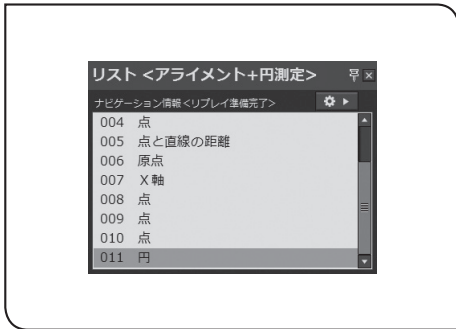 リスト <アライメント+円測定>
ナビゲーション情報<リプレイ準備完了>
004 点
005 点と直線の距離
006 原点
007 X軸
008 点
009 点
010 点
011 円